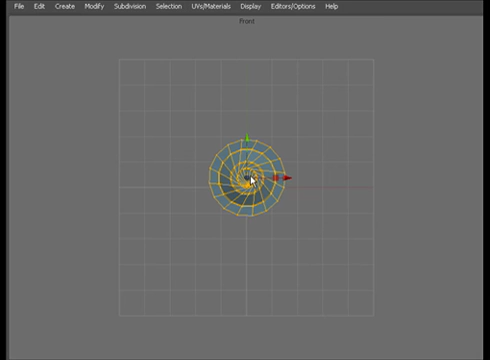 File Edit Create Modify Subdivision Selection UVs/Materials Display Editors/Options Help
Front